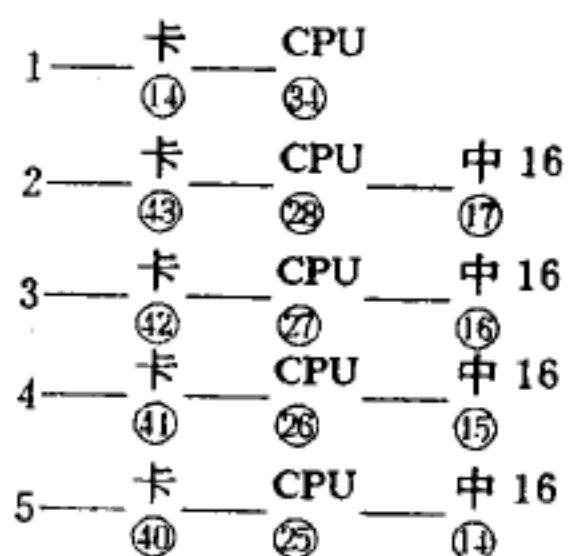 1 卡 CPU
⑭ ㉞
2 卡 CPU 中 16
㊸ ㉘ ⑰
3 卡 CPU 中 16
㊷ ㉗ ⑯
4 卡 CPU 中 16
㊶ ㉖ ⑮
5 卡 CPU 中 16
㊵ ㉕ ⑭